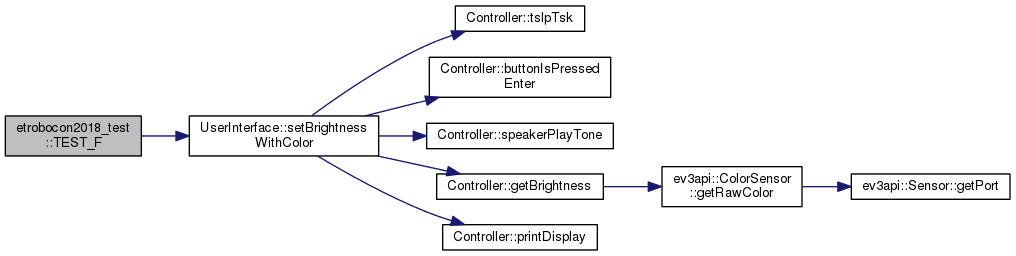 Controller::tslpTsk
Controller::buttonIsPressed
Enter
etrobocon2018_test
::TEST_F
UserInterface::setBrightness
WithColor
Controller::speakerPlayTone
Controller::getBrightness
ev3api::ColorSensor
::getRawColor
ev3api::Sensor::getPort
Controller::printDisplay